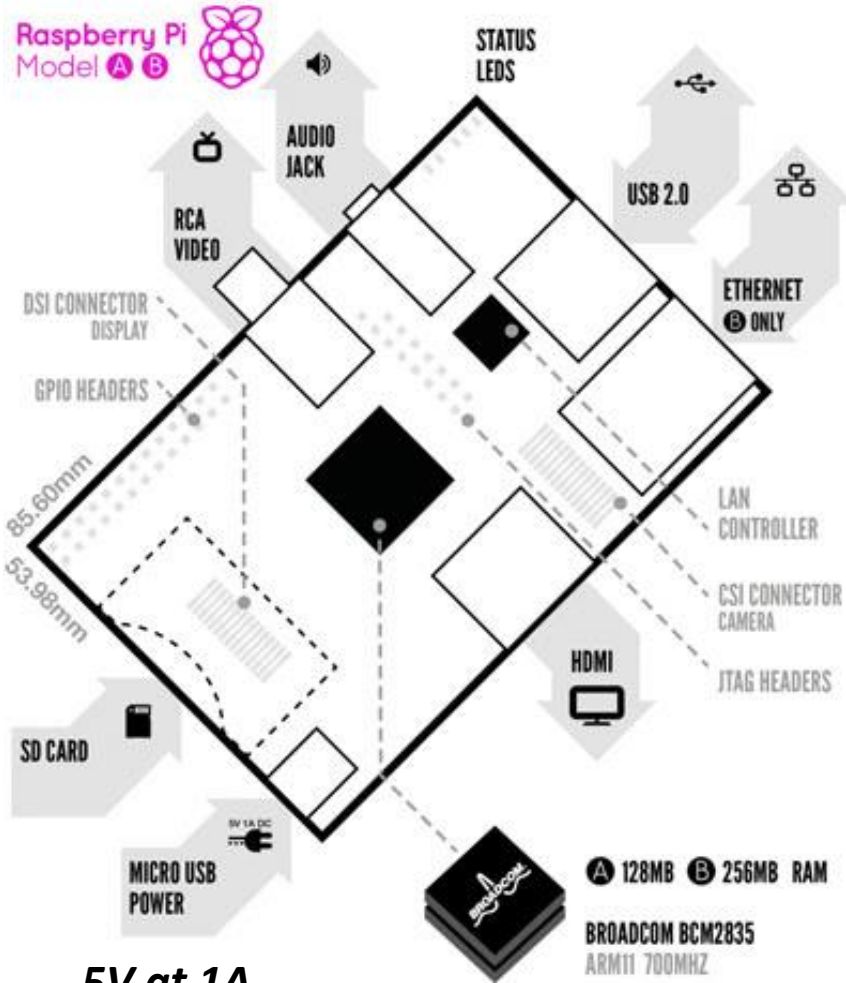 Raspberry Pi
Model A B
STATUS
LEDS
AUDIO
JACK
USB 2.0
RCA
VIDEO
ETHERNET
B ONLY
DSI CONNECTOR
DISPLAY
GPIO HEADERS
85.60mm
53.98mm
LAN
CONTROLLER
CSI CONNECTOR
CAMERA
JTAG HEADERS
HDMI
SD CARD
5V 1A DC
MICRO USB
POWER
BROADCOM
A 128MB B 256MB RAM
BROADCOM BCM2835
ARM11 700MHZ
5V at 1A